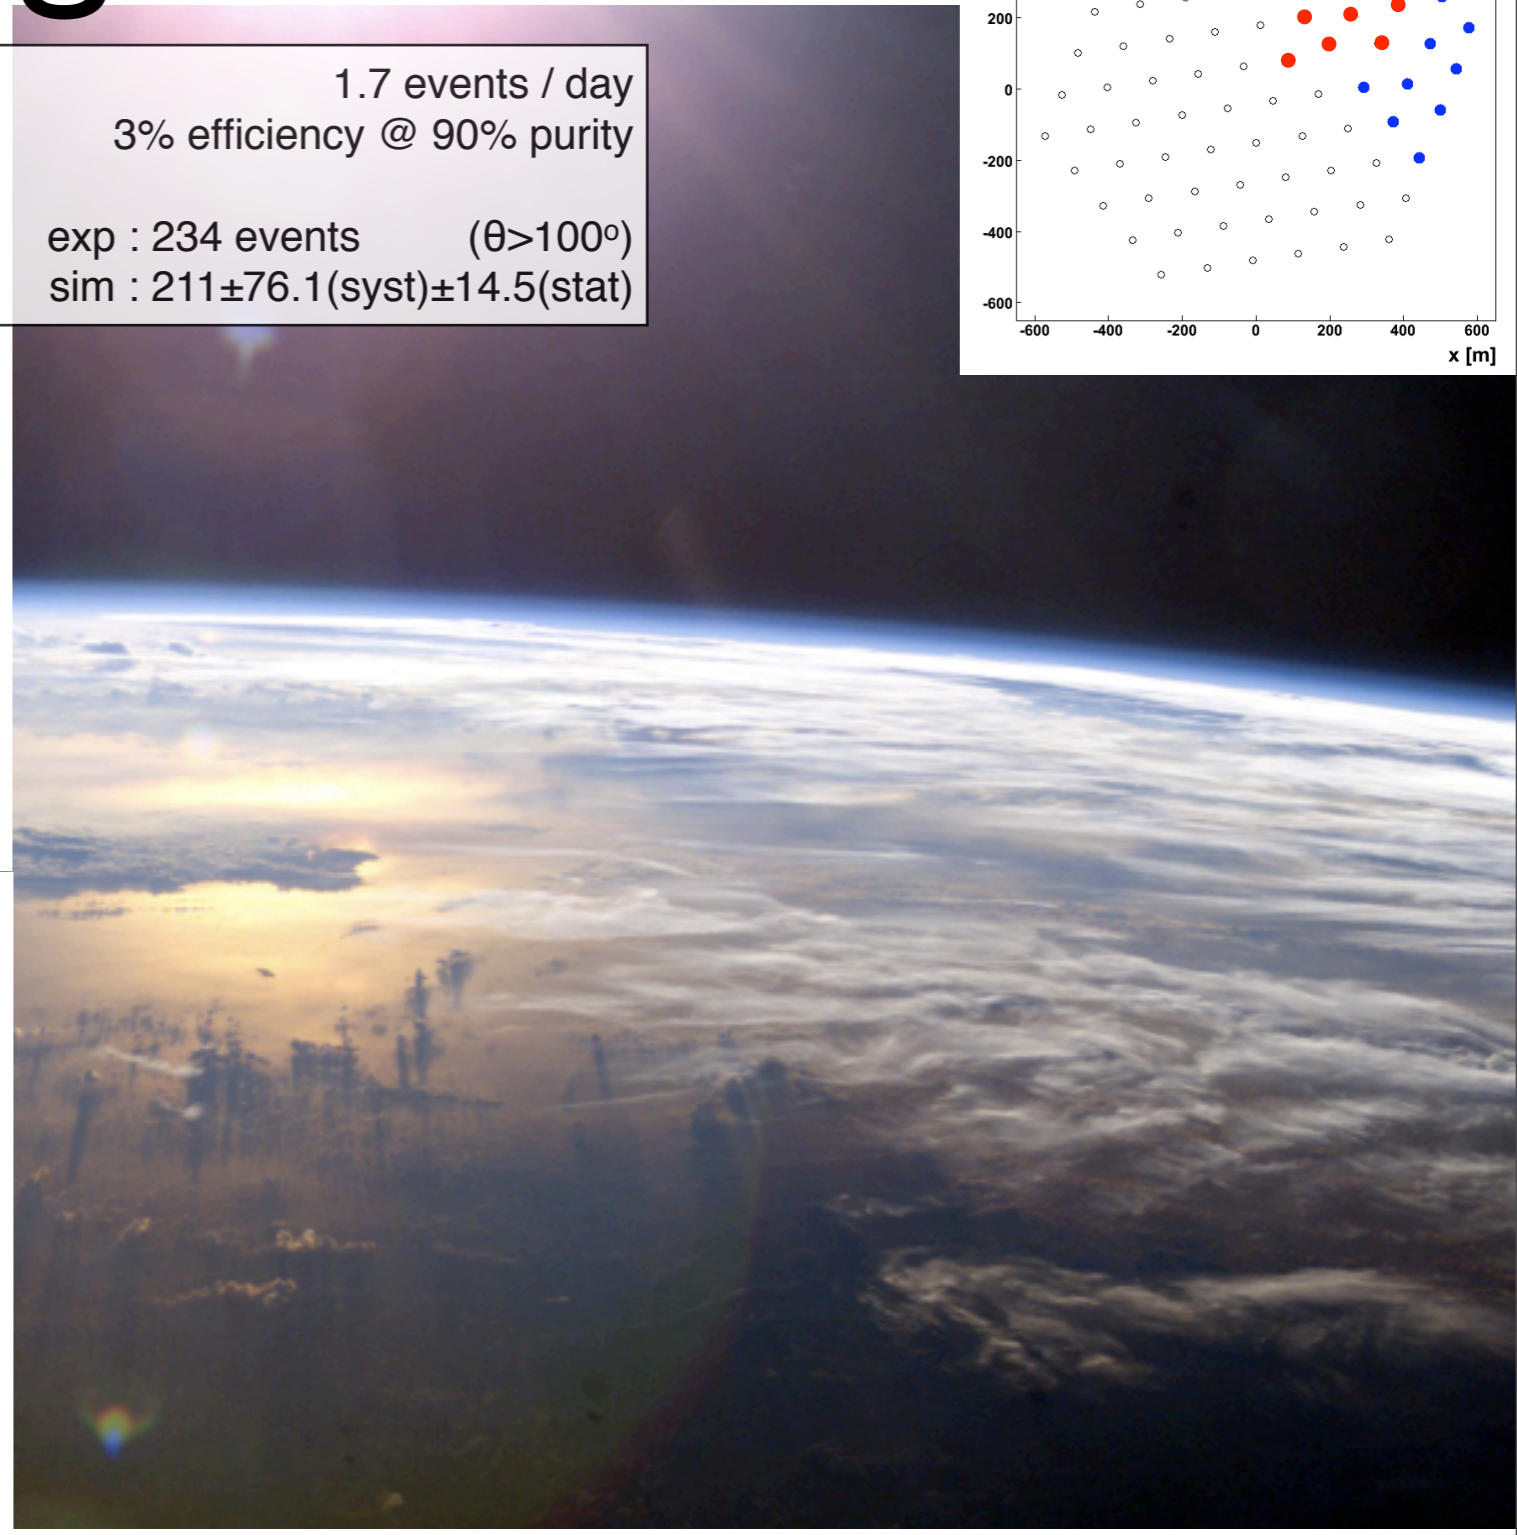 1.7 events / day
3% efficiency @ 90% purity
exp : 234 events (θ>100º)
sim : 211±76.1(syst)±14.5(stat)
200
0
-200
-400
-600
-600 -400 -200 0 200 400 600
x [m]